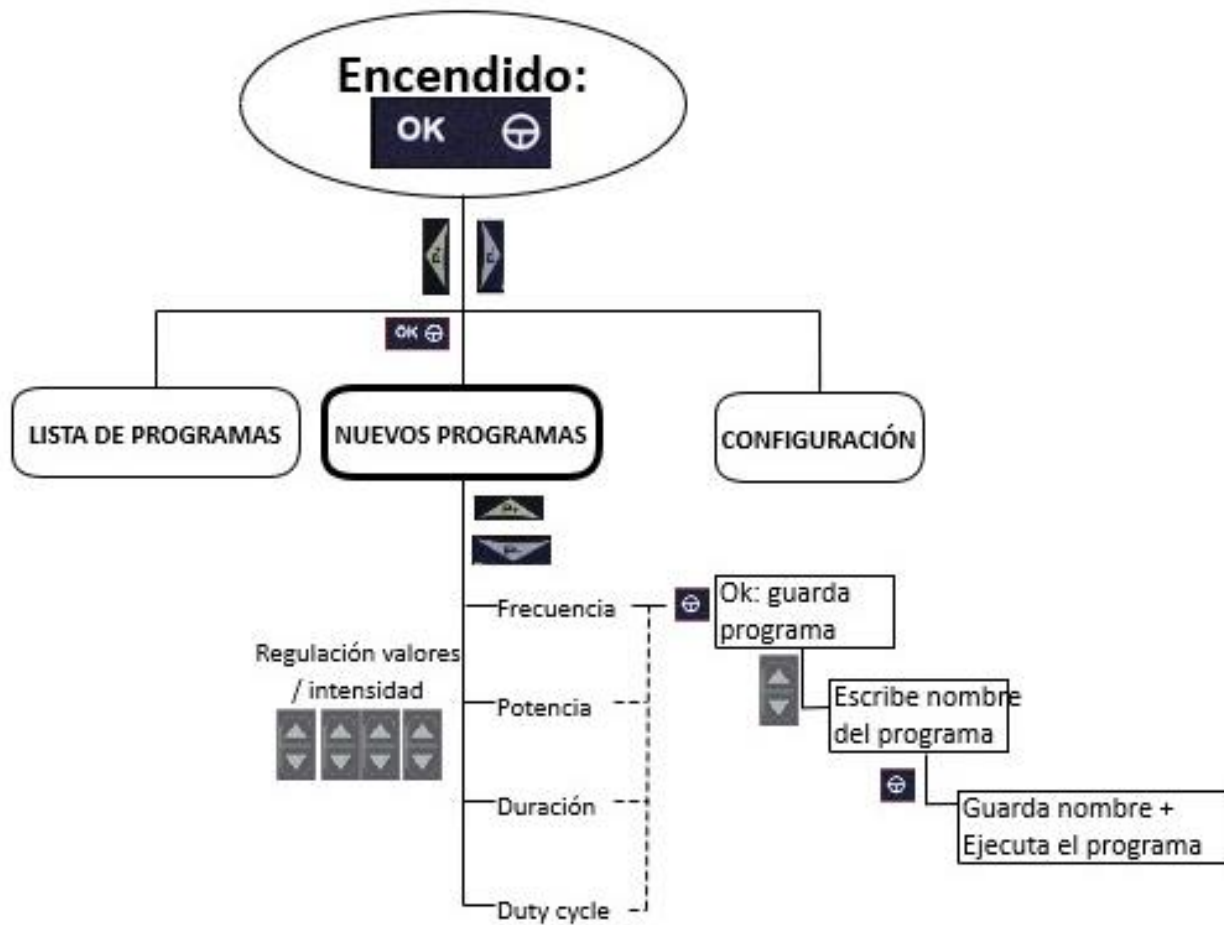 Encendido:
OK
P+
P-
OK
LISTA DE PROGRAMAS
NUEVOS PROGRAMAS
CONFIGURACIÓN
P+
P-
Frecuencia
Ok: guarda
programa
Regulación valores
/ intensidad
Potencia
Escribe nombre
del programa
Duración
Guarda nombre +
Ejecuta el programa
Duty cycle